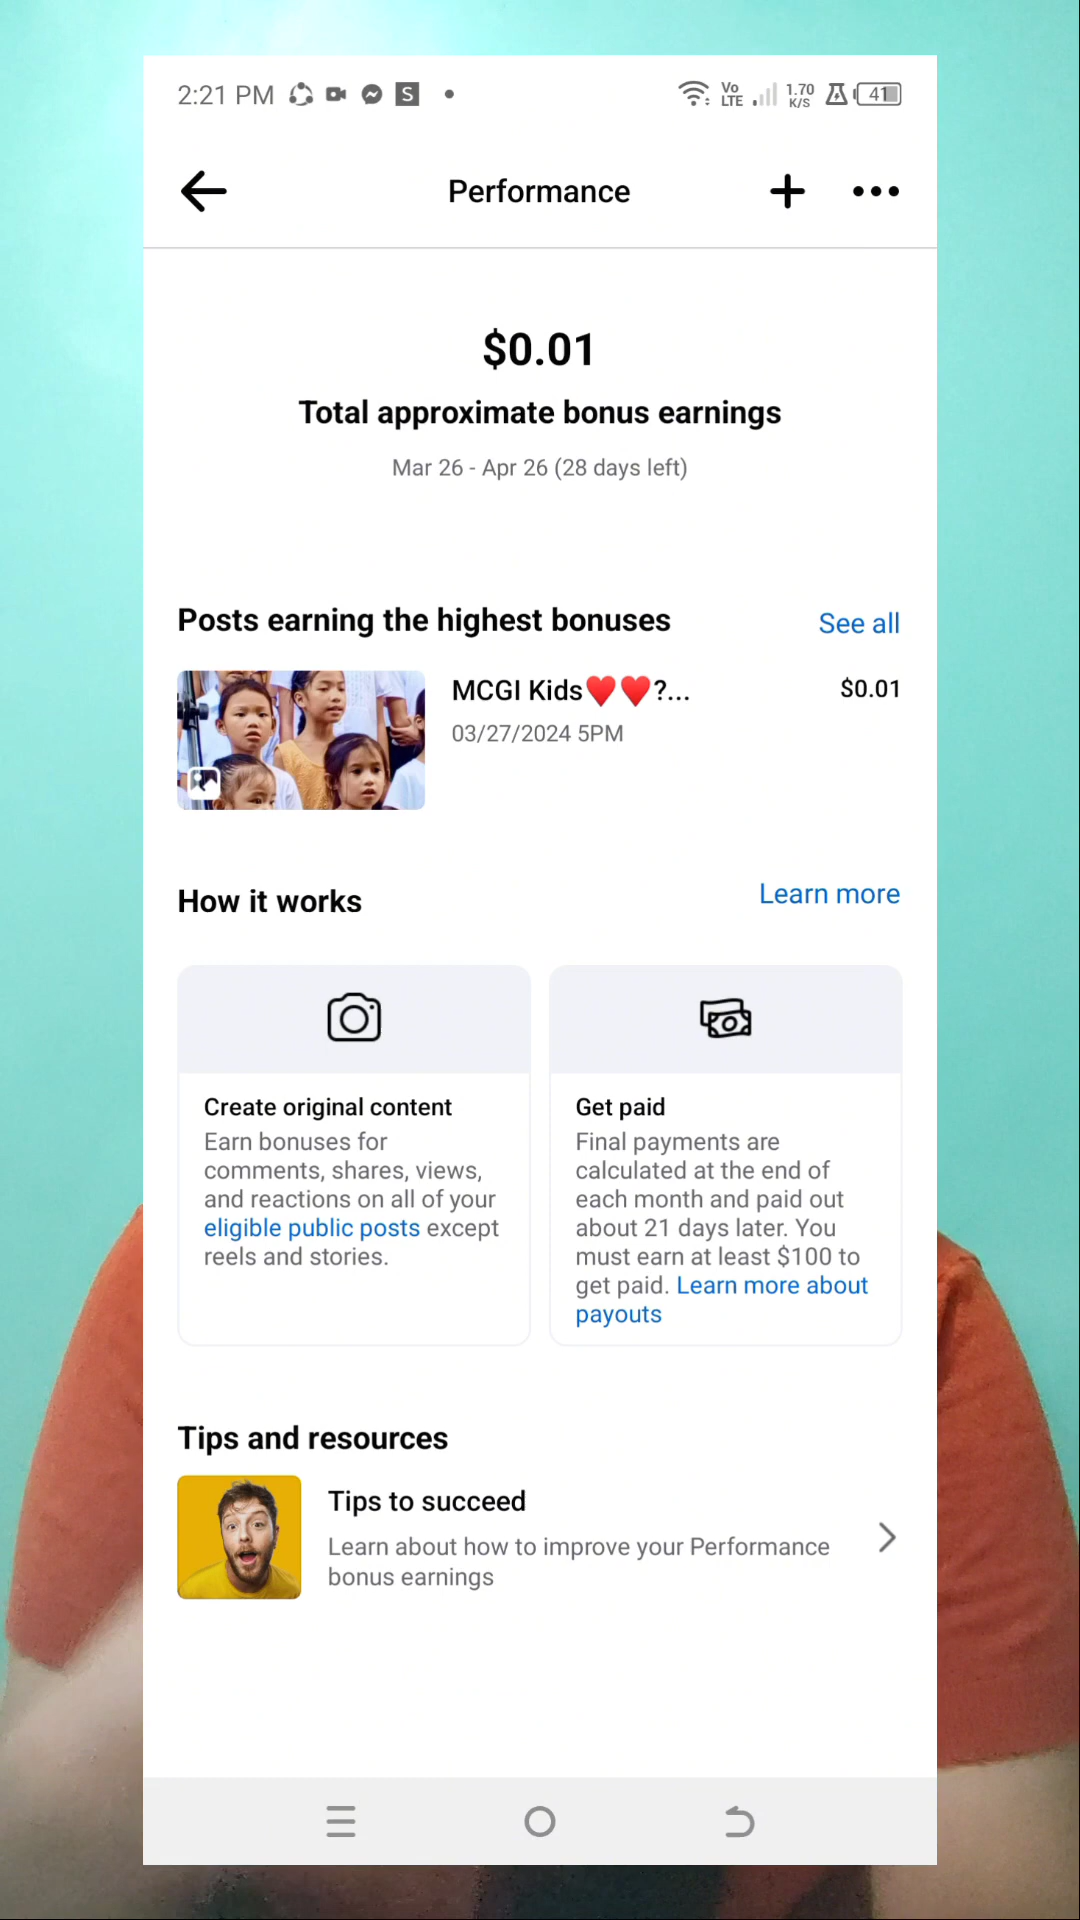 2:21 PM S
Vo LTE 1.70 K/S 41
Performance
$0.01
Total approximate bonus earnings
Mar 26 - Apr 26 (28 days left)
Posts earning the highest bonuses
See all
MCGI Kids❤️❤️?...
$0.01
03/27/2024 5PM
How it works
Learn more
Create original content
Earn bonuses for
comments, shares, views,
and reactions on all of your
eligible public posts except
reels and stories.
Get paid
Final payments are
calculated at the end of
each month and paid out
about 21 days later. You
must earn at least $100 to
get paid. Learn more about
payouts
Tips and resources
Tips to succeed
Learn about how to improve your Performance
bonus earnings